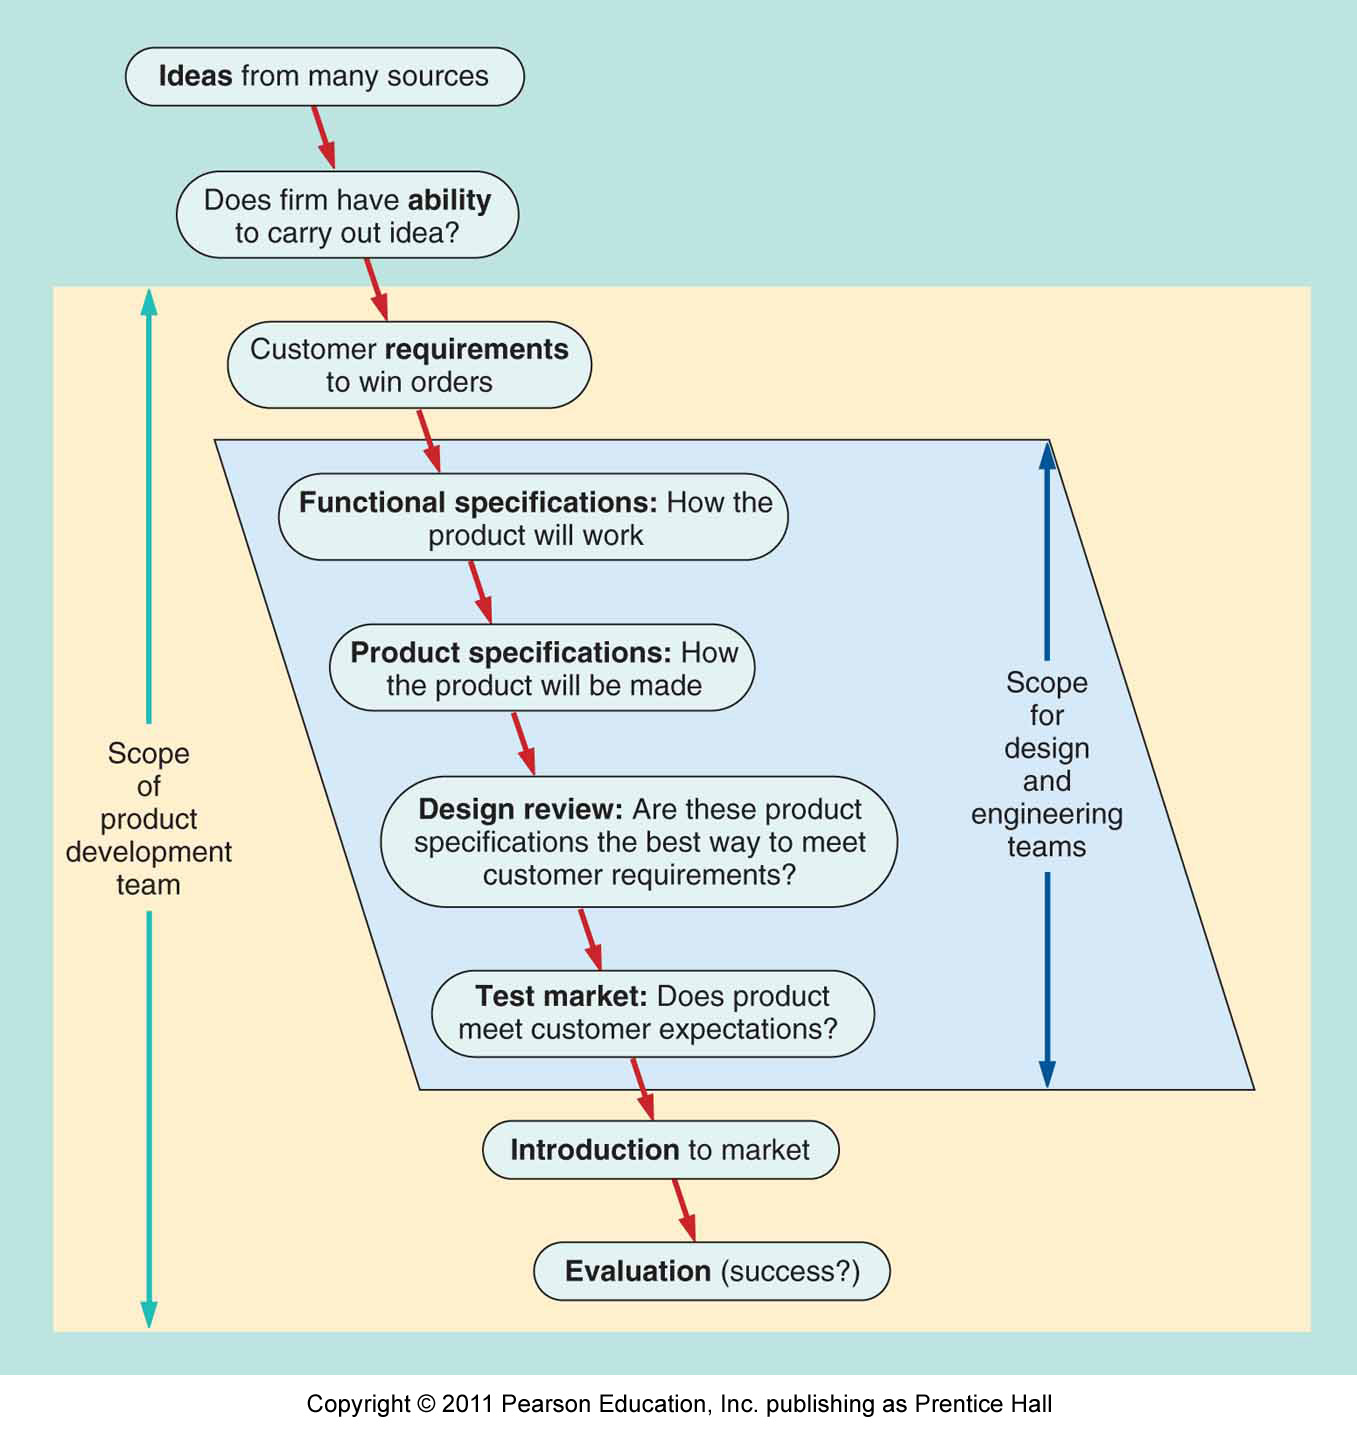 Ideas from many sources
Does firm have ability
to carry out idea?
Customer requirements
to win orders
Functional specifications: How the
product will work
Product specifications: How
the product will be made
Design review: Are these product
specifications the best way to meet
customer requirements?
Test market: Does product
meet customer expectations?
Introduction to market
Evaluation (success?)
Scope
of
product
development
team
Scope
for
design
and
engineering
teams
Copyright © 2011 Pearson Education, Inc. publishing as Prentice Hall